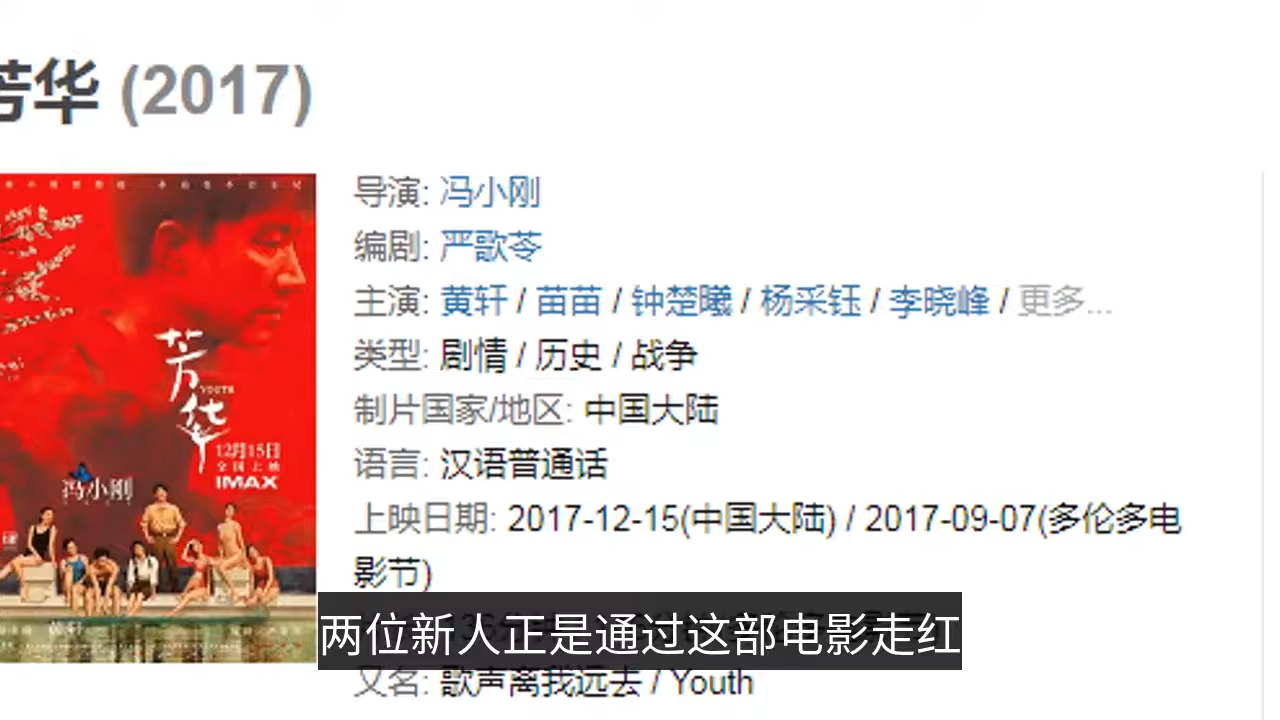 芳华 (2017)
导演: 冯小刚
编剧: 严歌苓
主演: 黄轩 / 苗苗 / 钟楚曦 / 杨采钰 / 李晓峰 / 更多...
类型: 剧情 / 历史 / 战争
制片国家/地区: 中国大陆
语言: 汉语普通话
上映日期: 2017-12-15(中国大陆) / 2017-09-07(多伦多电
影节)
两位新人正是通过这部电影走红
又名: 歌声离我远去 / Youth
芳华
YOUTH
12月15日
全国上映
IMAX
冯小刚